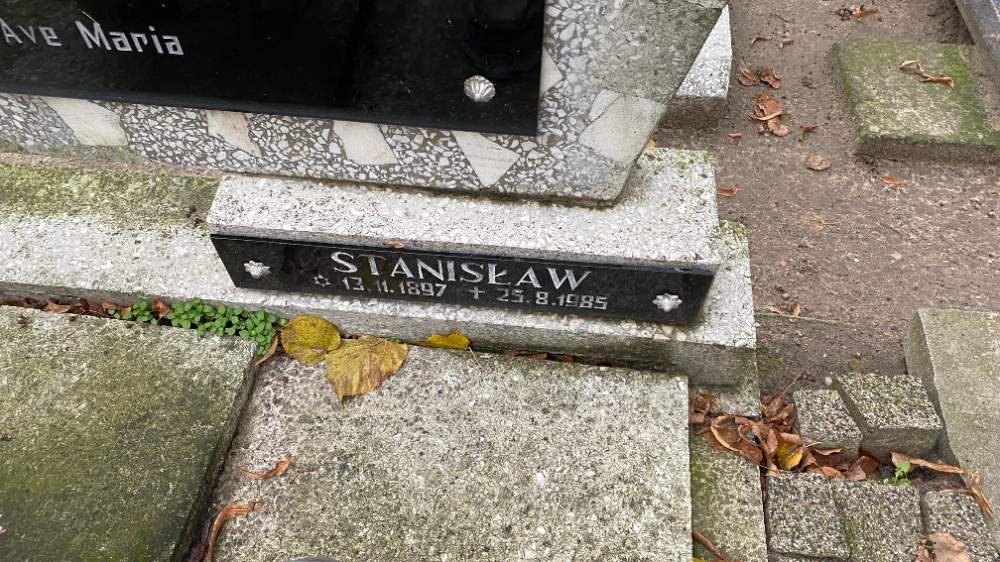 Ave Maria
STANISŁAW
☆ 13.11.1897 + 25.8.1985